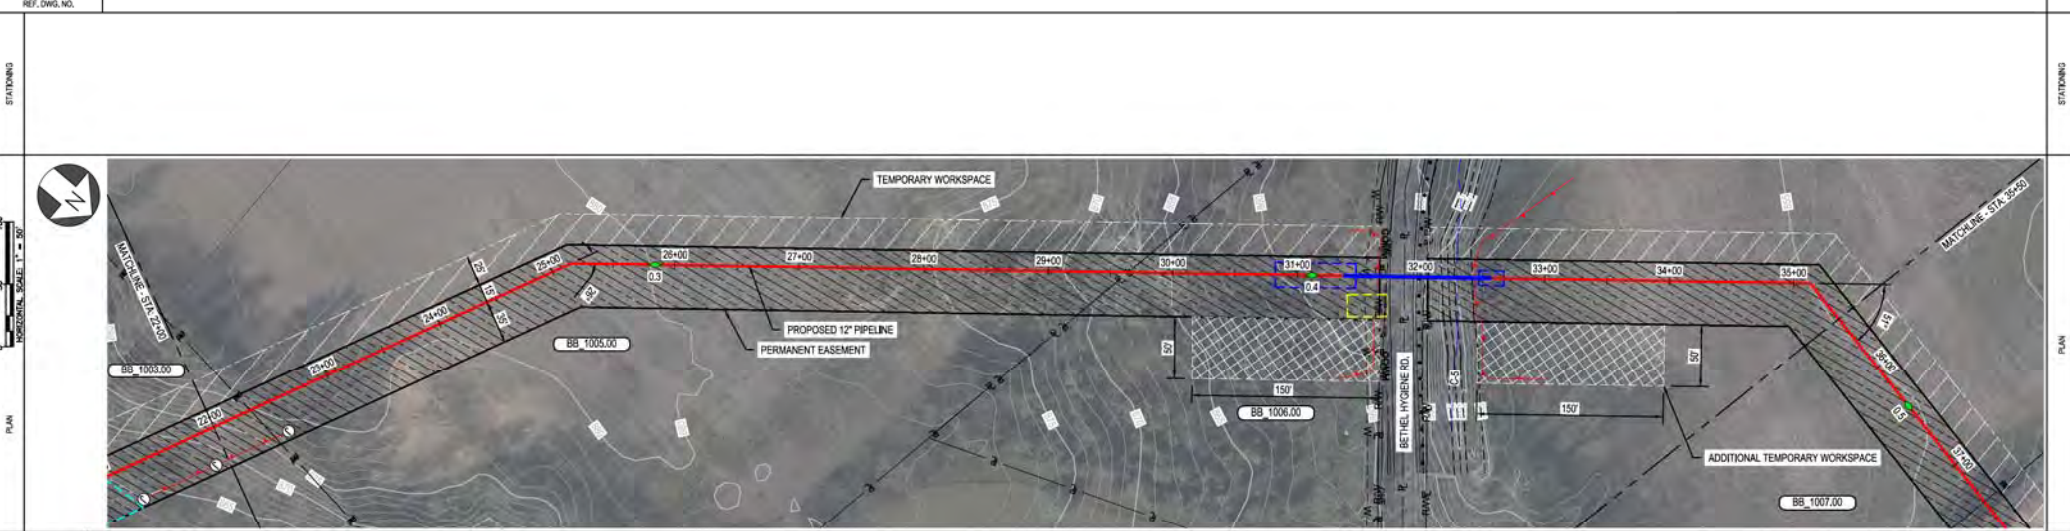 REF. DWG. NO.
STATIONING
STATIONING
HORIZONTAL SCALE: 1" = 50'
PLAN
PLAN
N
MATCHLINE - STA: 22+00
BB_1003.00
22+00
23+00
24+00
25+00
25'
15'
35'
26°
BB_1005.00
26+00
0.3
27+00
28+00
29+00
30+00
31+00
0.4
32+00
33+00
34+00
35+00
36+00
37+00
0.5
51°
TEMPORARY WORKSPACE
PROPOSED 12" PIPELINE
PERMANENT EASEMENT
50'
150'
BB_1006.00
BETHEL HYGIENE RD.
C-5
150'
50'
ADDITIONAL TEMPORARY WORKSPACE
BB_1007.00
MATCHLINE - STA: 35+50